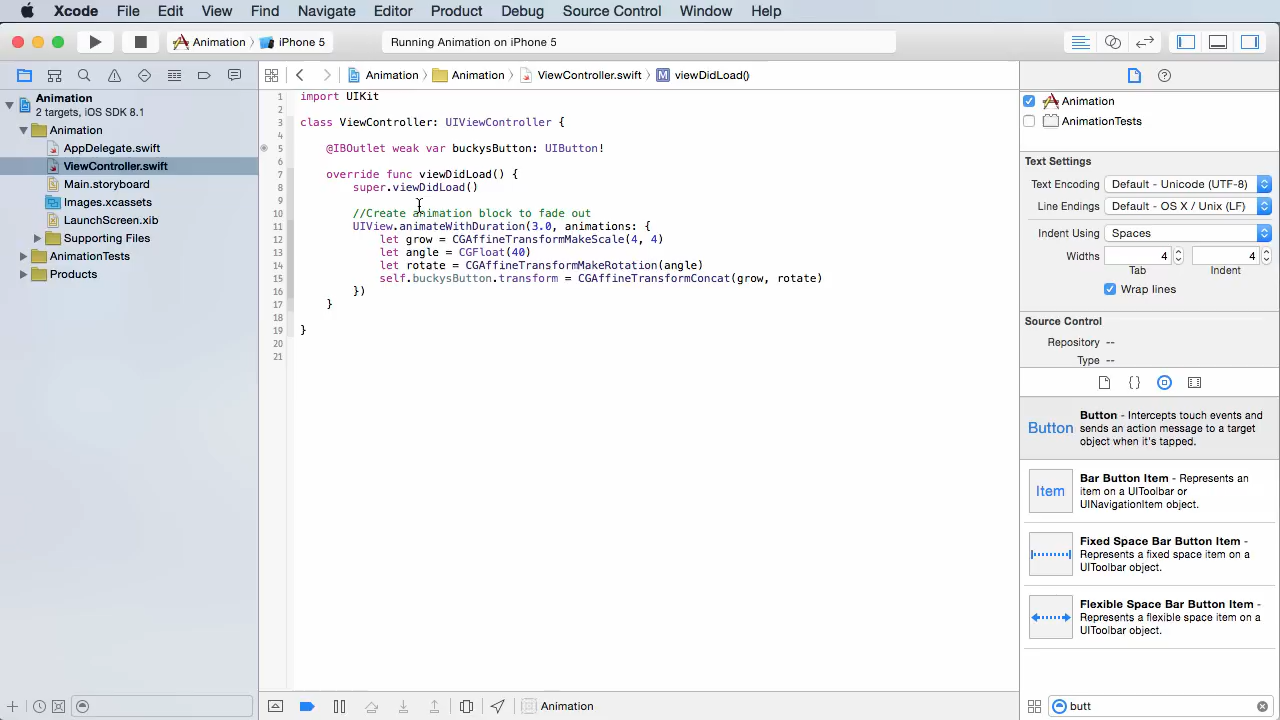 Xcode File Edit View Find Navigate Editor Product Debug Source Control Window Help
Animation iPhone 5 Running Animation on iPhone 5
Animation Animation ViewController.swift M viewDidLoad()
Animation
2 targets, iOS SDK 8.1
Animation
AppDelegate.swift
ViewController.swift
Main.storyboard
Images.xcassets
LaunchScreen.xib
Supporting Files
AnimationTests
Products
1 import UIKit
2
3 class ViewController: UIViewController {
4
5 @IBOutlet weak var buckysButton: UIButton!
6
7 override func viewDidLoad() {
8 super.viewDidLoad()
9
10 //Create animation block to fade out
11 UIView.animateWithDuration(3.0, animations: {
12 let grow = CGAffineTransformMakeScale(4, 4)
13 let angle = CGFloat(40)
14 let rotate = CGAffineTransformMakeRotation(angle)
15 self.buckysButton.transform = CGAffineTransformConcat(grow, rotate)
16 })
17 }
18
19 }
20
21
Animation
Animation
AnimationTests
Text Settings
Text Encoding Default - Unicode (UTF-8)
Line Endings Default - OS X / Unix (LF)
Indent Using Spaces
Widths 4 4
Tab Indent
Wrap lines
Source Control
Repository --
Type --
Button
Button - Intercepts touch events and
sends an action message to a target
object when it's tapped.
Item
Bar Button Item - Represents an
item on a UIToolbar or
UINavigationItem object.
Fixed Space Bar Button Item -
Represents a fixed space item on a
UIToolbar object.
Flexible Space Bar Button Item -
Represents a flexible space item on a
UIToolbar object.
butt